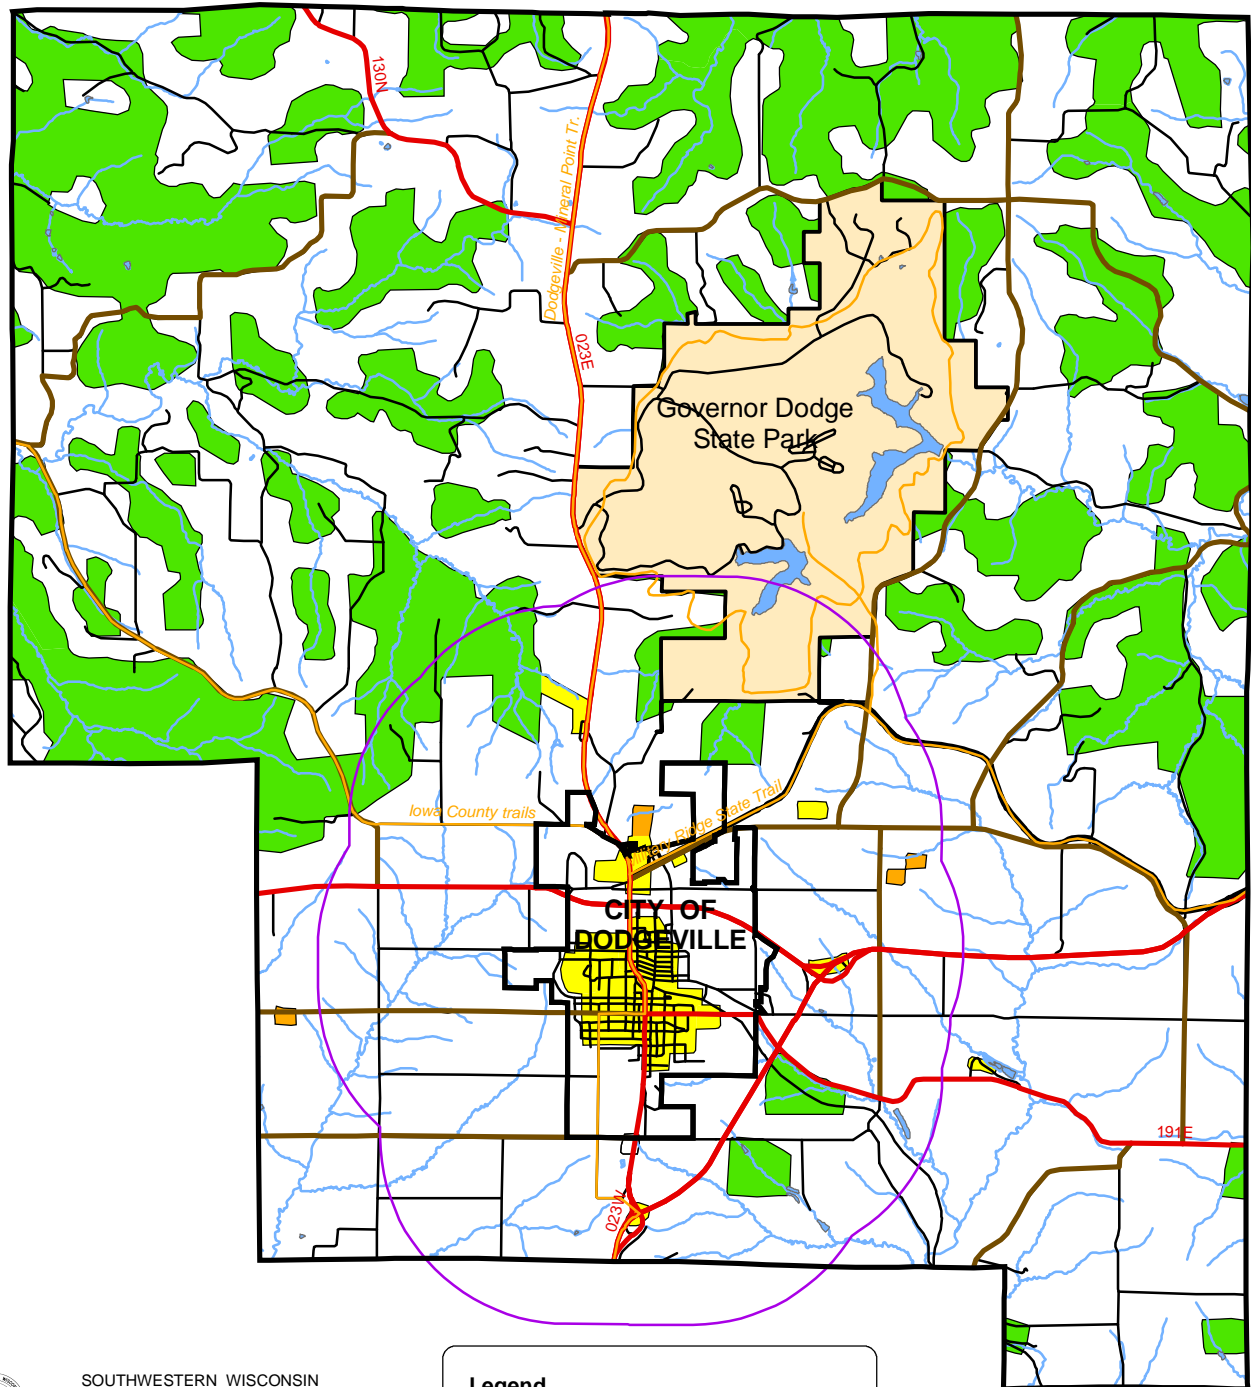 130N
Dodgeville - Mineral Point Tr.
023E
Governor Dodge
State Park
Iowa County trails
Military Ridge State Trail
CITY OF
DODGEVILLE
191E
023W
SOUTHWESTERN WISCONSIN
Legend